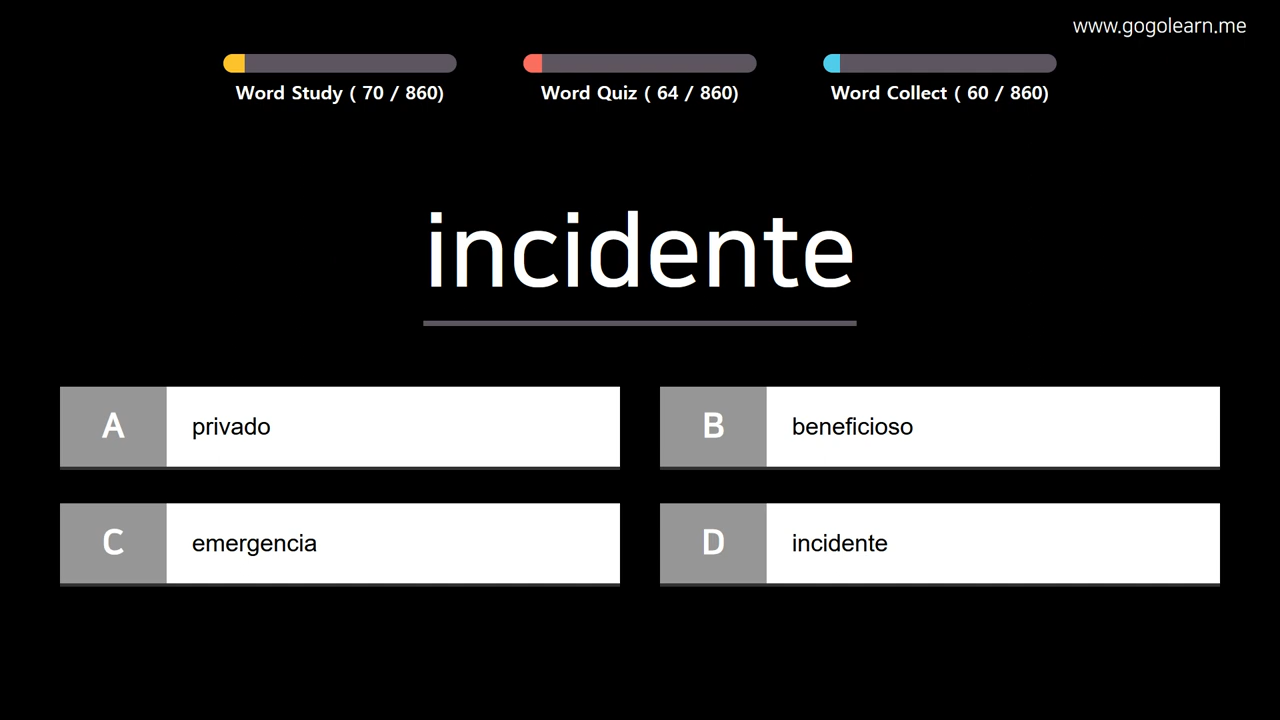 www.gogolearn.me
Word Study ( 70 / 860)
Word Quiz ( 64 / 860)
Word Collect ( 60 / 860)
incidente
A privado
B beneficioso
C emergencia
D incidente